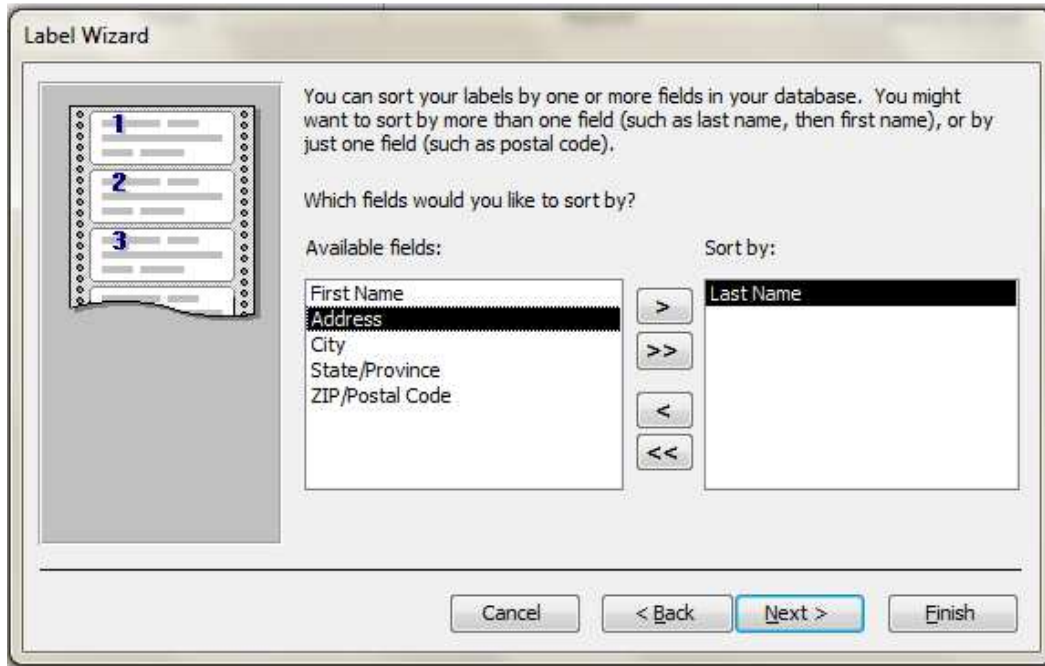 Label Wizard
1
2
3
You can sort your labels by one or more fields in your database. You might
want to sort by more than one field (such as last name, then first name), or by
just one field (such as postal code).
Which fields would you like to sort by?
Available fields:
Sort by:
First Name
Address
City
State/Province
ZIP/Postal Code
>
>>
<
<<
Last Name
Cancel
< Back
Next >
Finish